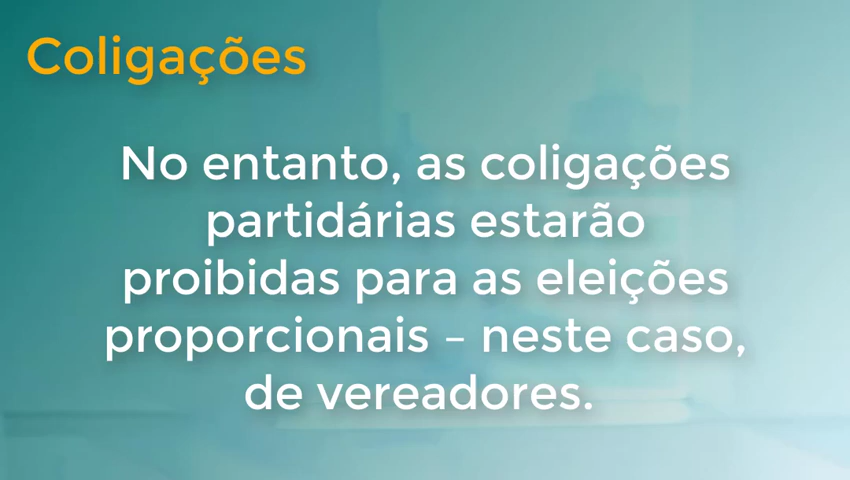 Coligações
No entanto, as coligações
partidárias estarão
proibidas para as eleições
proporcionais – neste caso,
de vereadores.